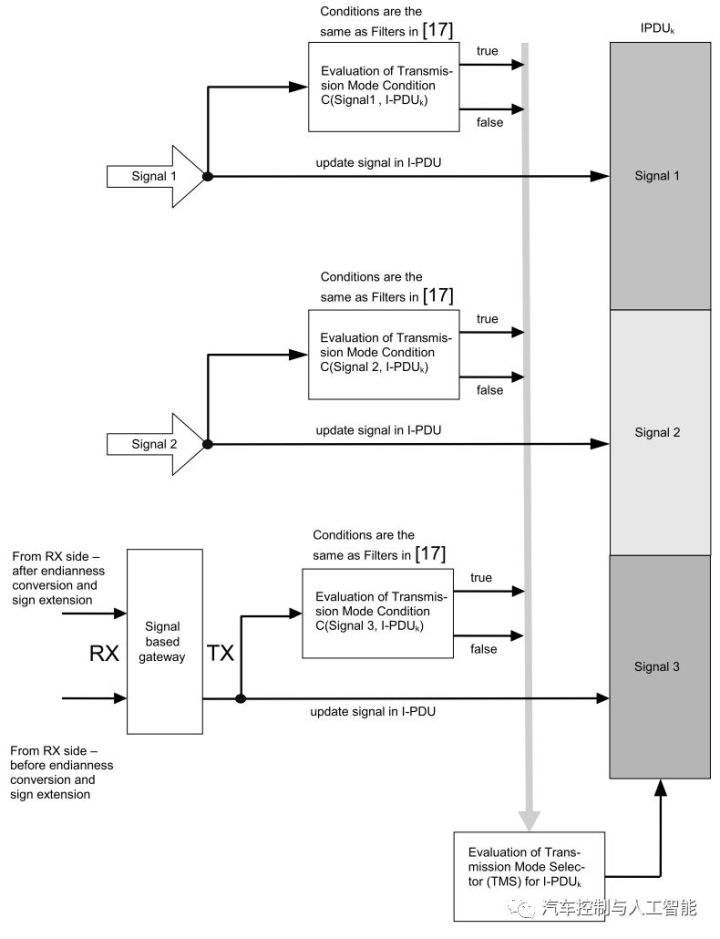 Conditions are the
same as Filters in [17]
IPDUk
true
Evaluation of Transmis-
sion Mode Condition
C(Signal1 , I-PDUk)
false
update signal in I-PDU
Signal 1
Signal 1
Conditions are the
same as Filters in [17]
true
Evaluation of Transmis-
sion Mode Condition
C(Signal 2, I-PDUk)
false
update signal in I-PDU
Signal 2
Signal 2
Conditions are the
same as Filters in [17]
From RX side –
after endianness
conversion and
sign extension
true
Evaluation of Transmis-
sion Mode Condition
C(Signal 3, I-PDUk)
Signal
based
gateway
RX
TX
false
Signal 3
update signal in I-PDU
From RX side –
before endianness
conversion and
sign extension
Evaluation of Trans-
mission Mode Selec-
tor (TMS) for I-PDUk
汽车控制与人工智能